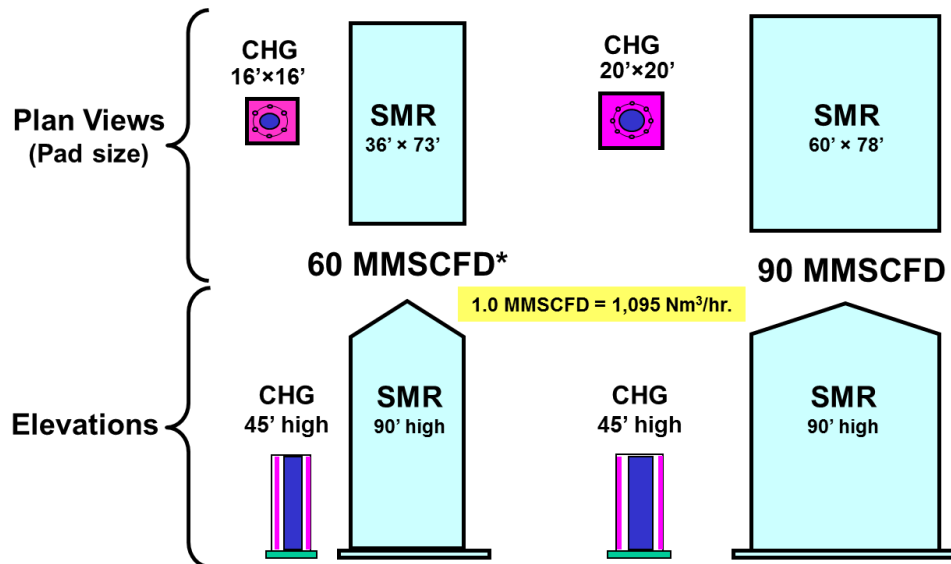 CHG
16’×16’
SMR
36’ × 73’
CHG
20’×20’
SMR
60’ × 78’
Plan Views
(Pad size)
60 MMSCFD*
90 MMSCFD
1.0 MMSCFD = 1,095 Nm³/hr.
Elevations
CHG
45’ high
SMR
90’ high
CHG
45’ high
SMR
90’ high